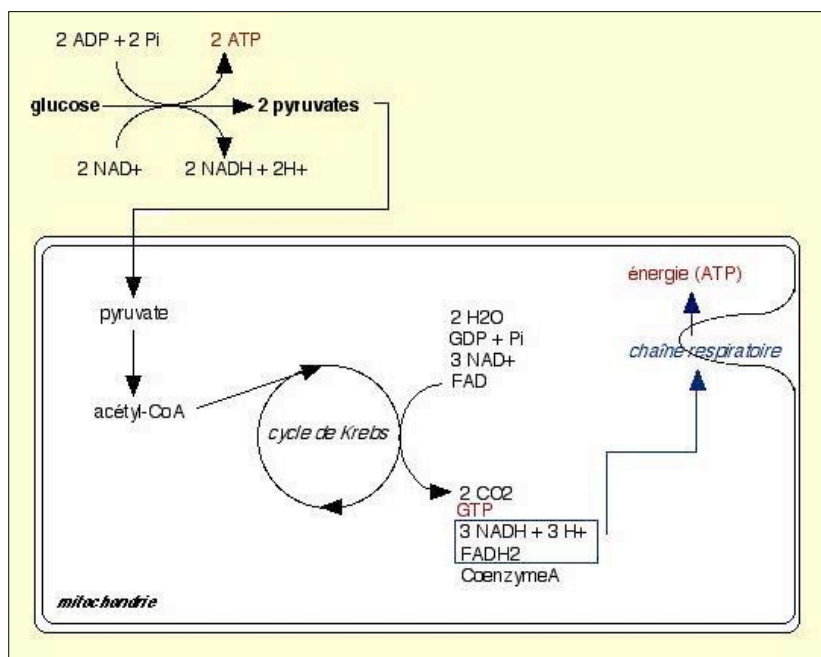 2 ADP + 2 Pi
2 ATP
glucose
2 pyruvates
2 NAD+
2 NADH + 2H+
énergie (ATP)
pyruvate
2 H2O
GDP + Pi
3 NAD+
FAD
chaîne respiratoire
acétyl-CoA
cycle de Krebs
2 CO2
GTP
3 NADH + 3 H+
FADH2
CoenzymeA
mitochondrie